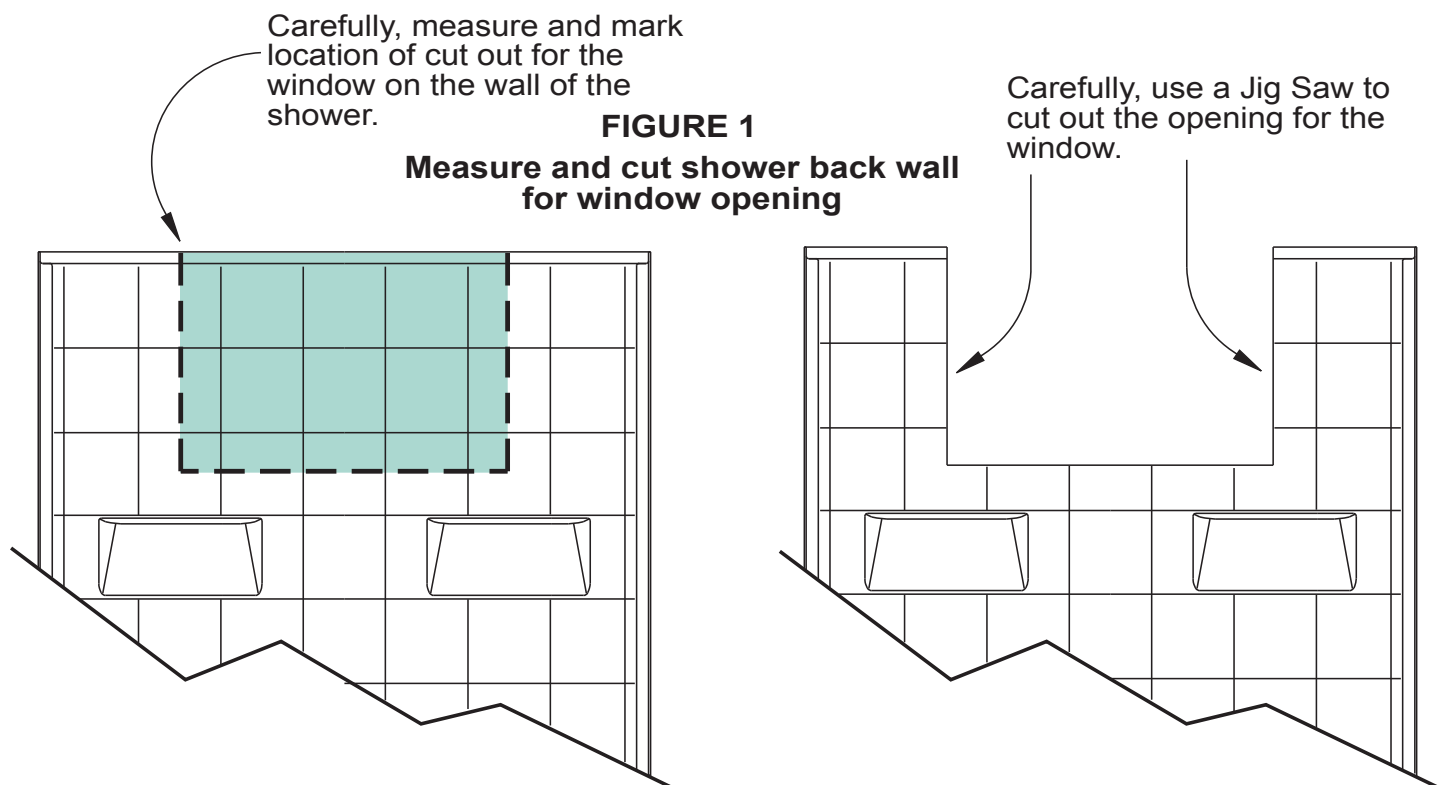 Carefully, measure and mark
location of cut out for the
window on the wall of the
shower.
FIGURE 1
Measure and cut shower back wall
for window opening
Carefully, use a Jig Saw to
cut out the opening for the
window.